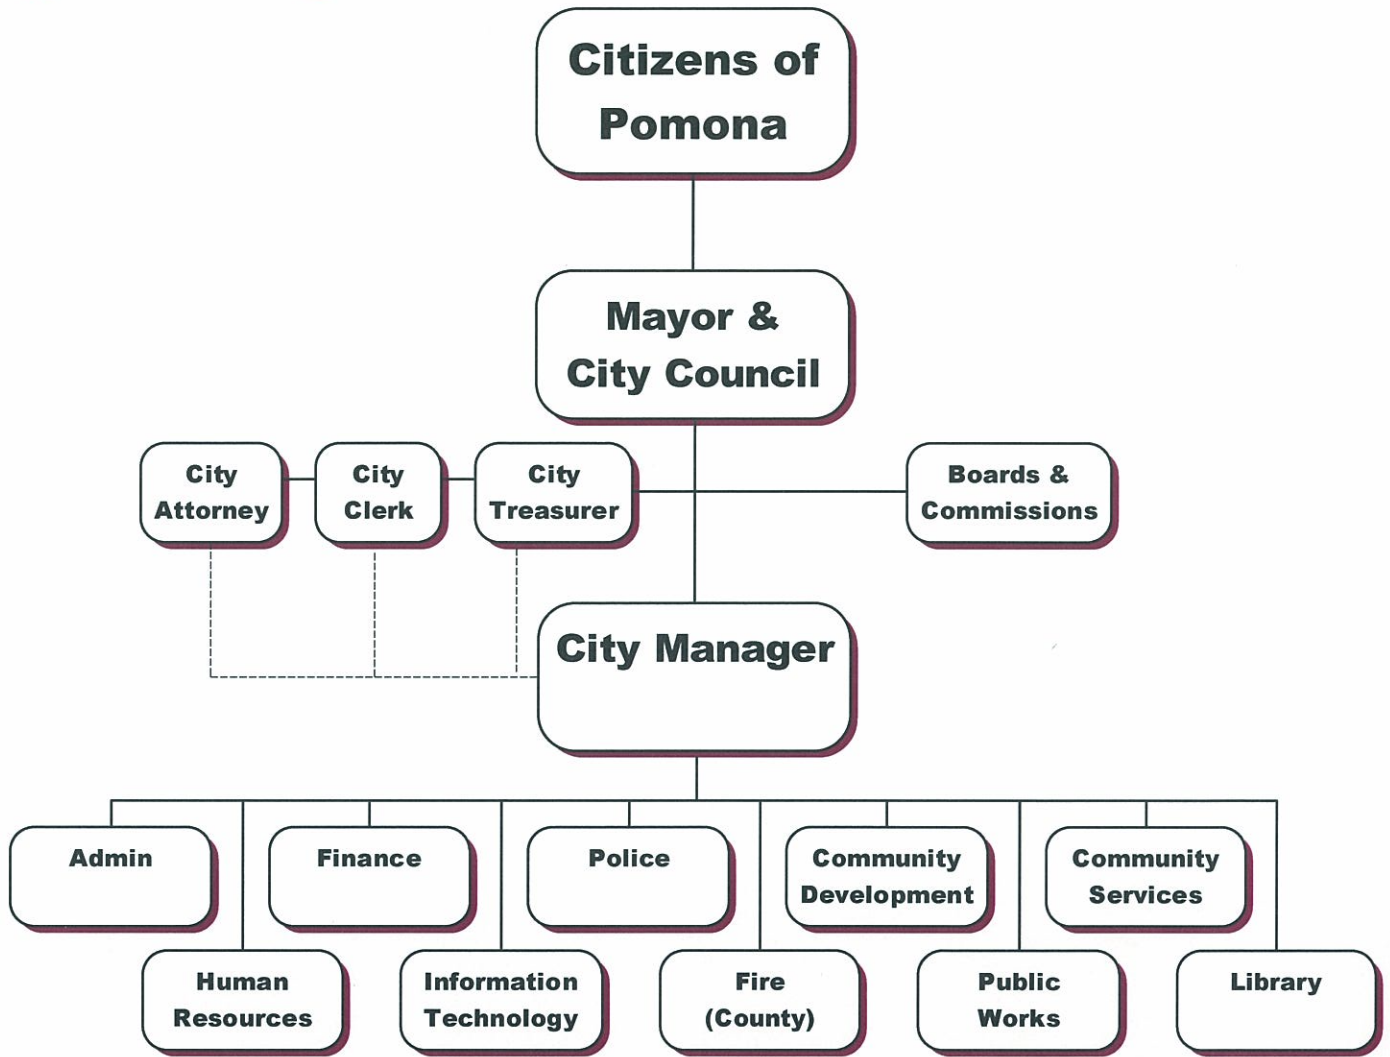 Citizens of
Pomona
Mayor &
City Council
City
Attorney
City
Clerk
City
Treasurer
Boards &
Commissions
City Manager
Admin
Finance
Police
Community
Development
Community
Services
Human
Resources
Information
Technology
Fire
(County)
Public
Works
Library